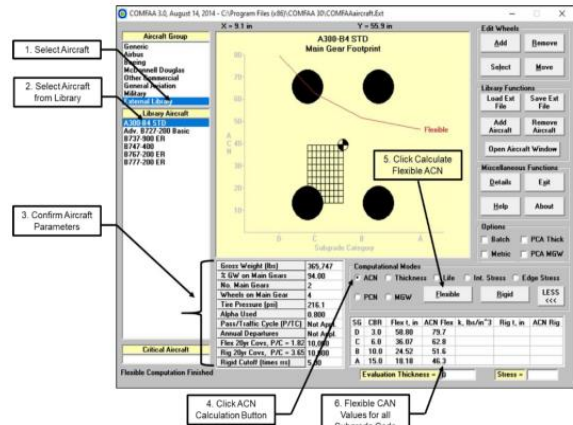 COMFAA 3.0, August 14, 2014 - C:\Program Files (x86)\COMFAA 30\COMFAAaircraft.Ext
1. Select Aircraft
2. Select Aircraft
from Library
3. Confirm Aircraft
Parameters
Aircraft Group
Generic
Airbus
Boeing
McDonnell Douglas
Other Commercial
General Aviation
Military
External Library
Library Aircraft
A300-B4 STD
Adv. B727-200 Basic
B737-900 ER
B747-400
B767-200 ER
B777-200 ER
Critical Aircraft
Flexible Computation Finished
X = 9.1 in Y = 55.9 in
A300-B4 STD
Main Gear Footprint
80
70
60
50
40
30
20
10
A
C
N
Flexible
D C B A
Subgrade Category
5. Click Calculate
Flexible ACN
Edit Wheels
Add Remove
Select Move
Library Functions
Load Ext File Save Ext File
Add Aircraft Remove Aircraft
Open Aircraft Window
Miscellaneous Functions
Details Exit
Help About
Options
Batch PCA Thick
Metric PCA MGW
Gross Weight (lbs) 365,747
% GW on Main Gears 94.00
No. Main Gears 2
Wheels on Main Gear 4
Tire Pressure (psi) 216.1
Alpha Used 0.800
Pass/Traffic Cycle (P/TC) Not Appl.
Annual Departures Not Appl.
Flex 20yr Covs, P/C = 1.82 10,000
Rig 20yr Covs, P/C = 3.65 10,000
Rigid Cutoff (times rrs)
Computational Modes
ACN Thickness Life Int. Stress Edge Stress
PCN MGW Flexible Rigid LESS <<<
SG CBR Flex t, in ACN Flex k, lbs/in^3 Rig t, in ACN Rig
D 3.0 58.80 79.7
C 6.0 36.07 62.8
B 10.0 24.52 51.6
A 15.0 18.18 46.3
Evaluation Thickness = Stress =
4. Click ACN
Calculation Button
6. Flexible CAN
Values for all